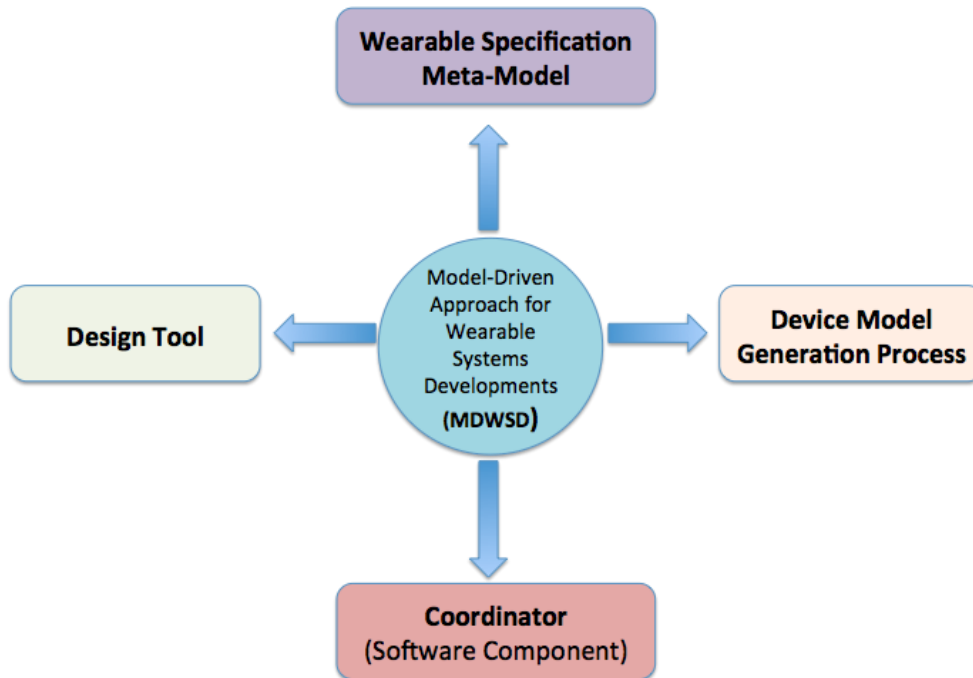 Wearable Specification
Meta-Model
Model-Driven
Approach for
Wearable
Systems
Developments
(MDWSD)
Design Tool
Device Model
Generation Process
Coordinator
(Software Component)